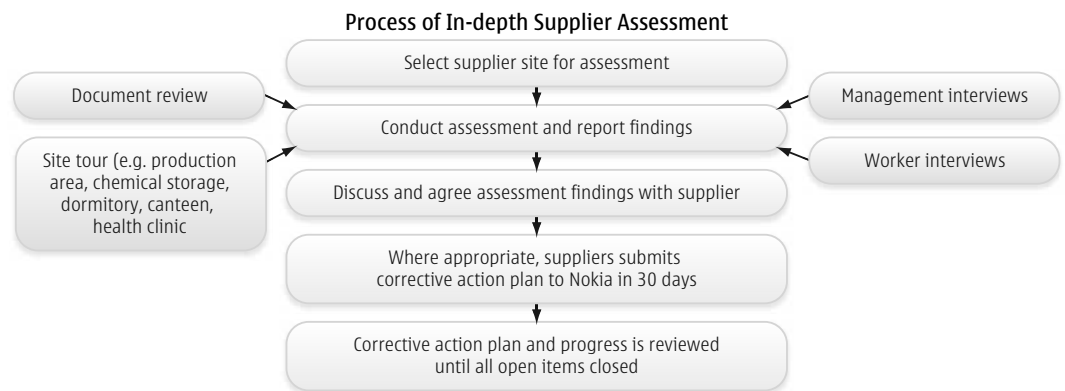 Process of In-depth Supplier Assessment
Select supplier site for assessment
Document review
Management interviews
Conduct assessment and report findings
Site tour (e.g. production
area, chemical storage,
dormitory, canteen,
health clinic
Worker interviews
Discuss and agree assessment findings with supplier
Where appropriate, suppliers submits
corrective action plan to Nokia in 30 days
Corrective action plan and progress is reviewed
until all open items closed